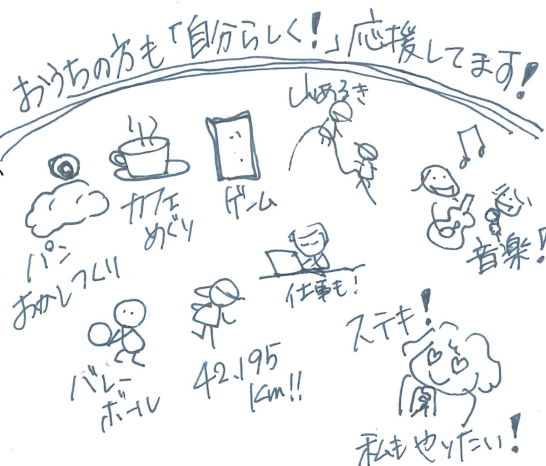 おうちの方も「自分らしく!」応援してます!
山あるき
カフェ
めぐり
ゲーム
音楽!
パン
おかしつくり
仕事も!
バレー
ボール
42.195
Km!!
ステキ!
私もやりたい!